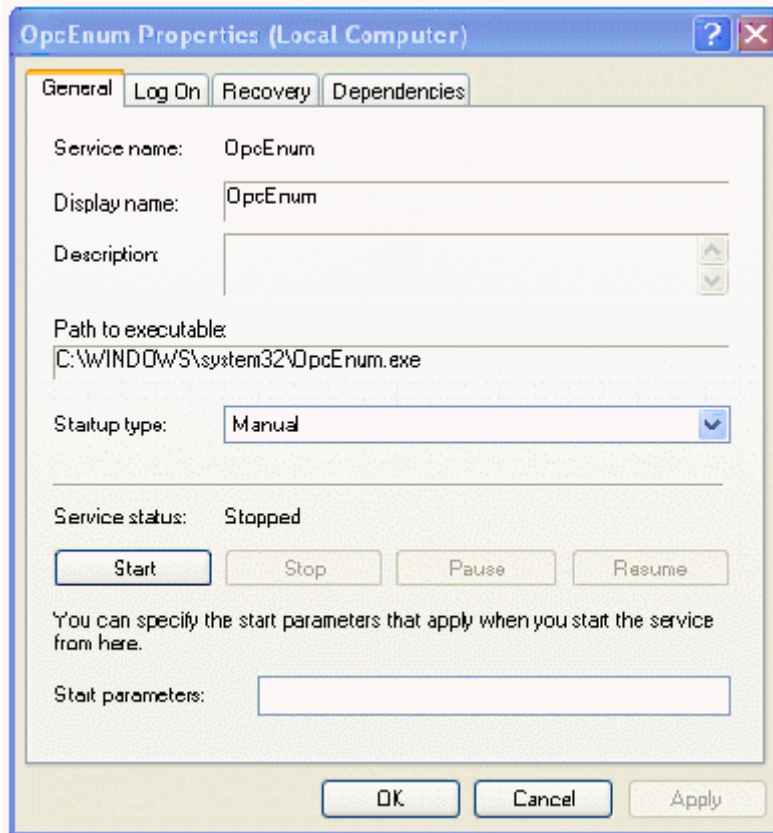 OpcEnum Properties (Local Computer)
General Log On Recovery Dependencies
Service name: OpcEnum
Display name: OpcEnum
Description:
Path to executable:
C:\WINDOWS\system32\OpcEnum.exe
Startup type: Manual
Service status: Stopped
Start Stop Pause Resume
You can specify the start parameters that apply when you start the service
from here.
Start parameters:
OK Cancel Apply